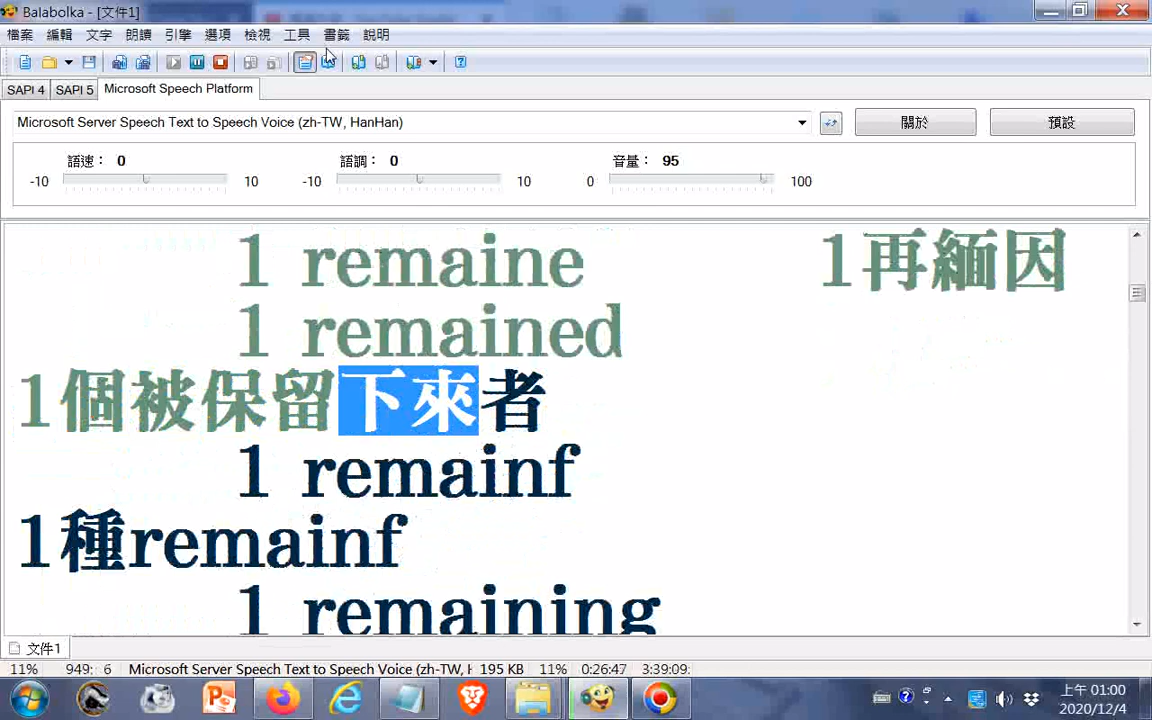 Balabolka - [文件1]
檔案 編輯 文字 朗讀 引擎 選項 檢視 工具 書籤 說明
SAPI 4 SAPI 5 Microsoft Speech Platform
Microsoft Server Speech Text to Speech Voice (zh-TW, HanHan) 關於 預設
語速： 0 語調： 0 音量： 95
-10 10 -10 10 0 100
1 remaine 1再緬因
1 remained
1個被保留下來者
1 remainf
1種remainf
1 remaining
文件1
11% 949: 6 Microsoft Server Speech Text to Speech Voice (zh-TW, H 195 KB 11% 0:26:47 3:39:09:
上午 01:00
2020/12/4